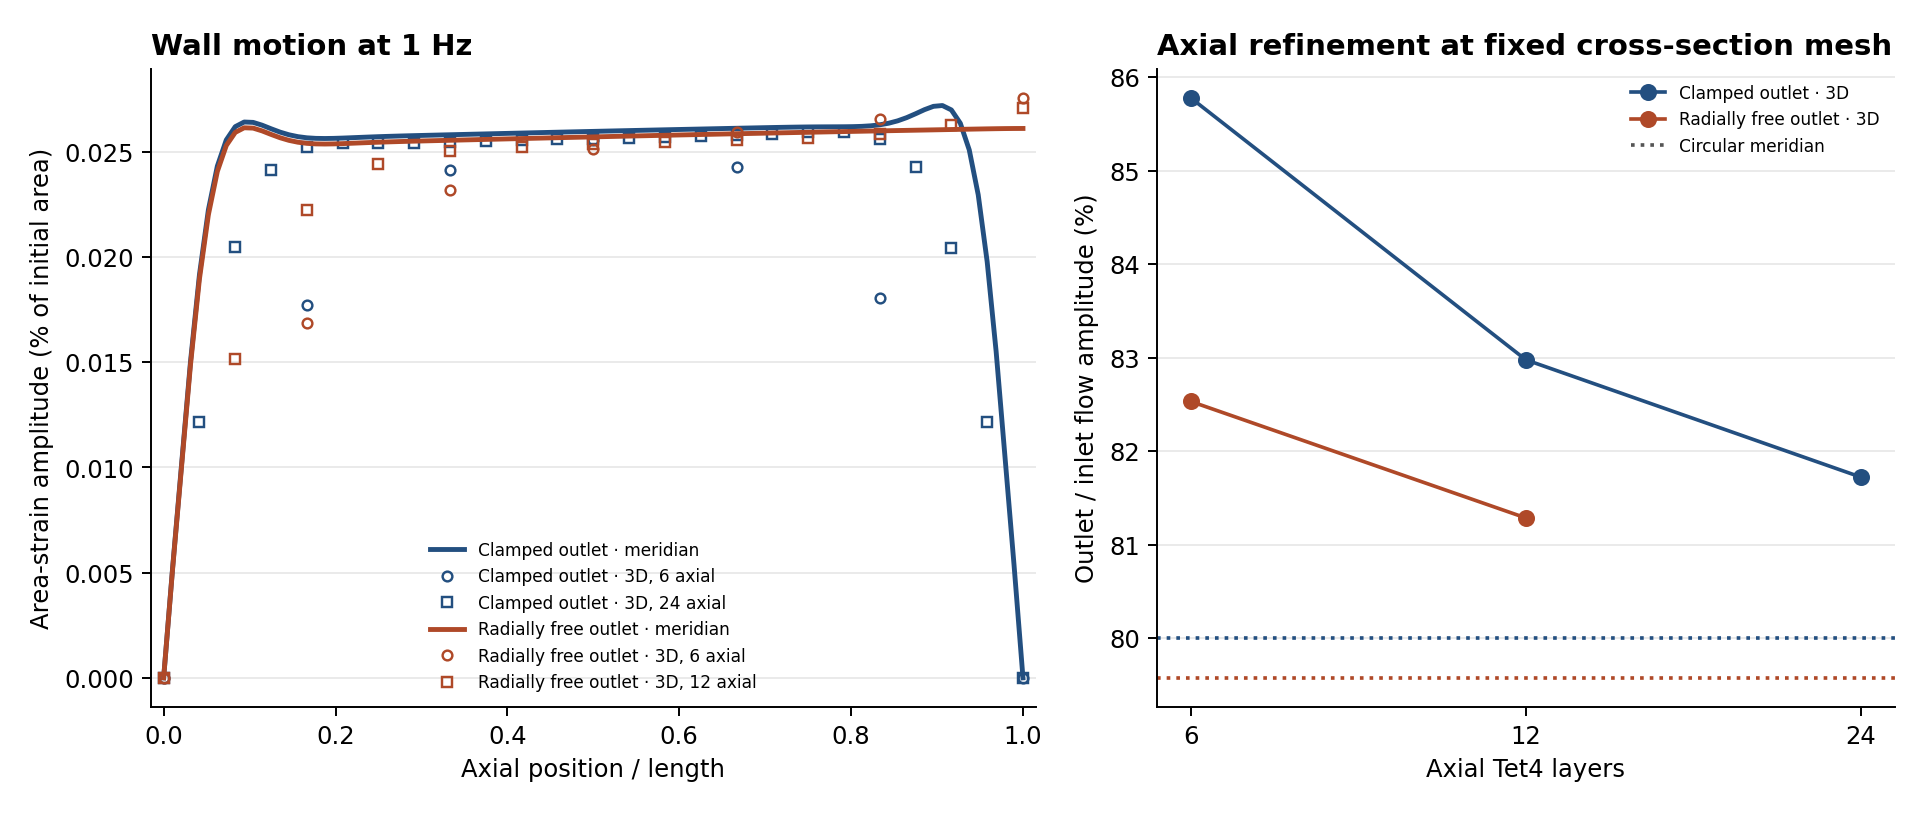 Wall motion at 1 Hz
Area-strain amplitude (% of initial area)
0.025
0.020
0.015
0.010
0.005
0.000
Clamped outlet · meridian
Clamped outlet · 3D, 6 axial
Clamped outlet · 3D, 24 axial
Radially free outlet · meridian
Radially free outlet · 3D, 6 axial
Radially free outlet · 3D, 12 axial
0.0 0.2 0.4 0.6 0.8 1.0
Axial position / length
Axial refinement at fixed cross-section mesh
Outlet / inlet flow amplitude (%)
86
85
84
83
82
81
80
Clamped outlet · 3D
Radially free outlet · 3D
Circular meridian
6 12 24
Axial Tet4 layers